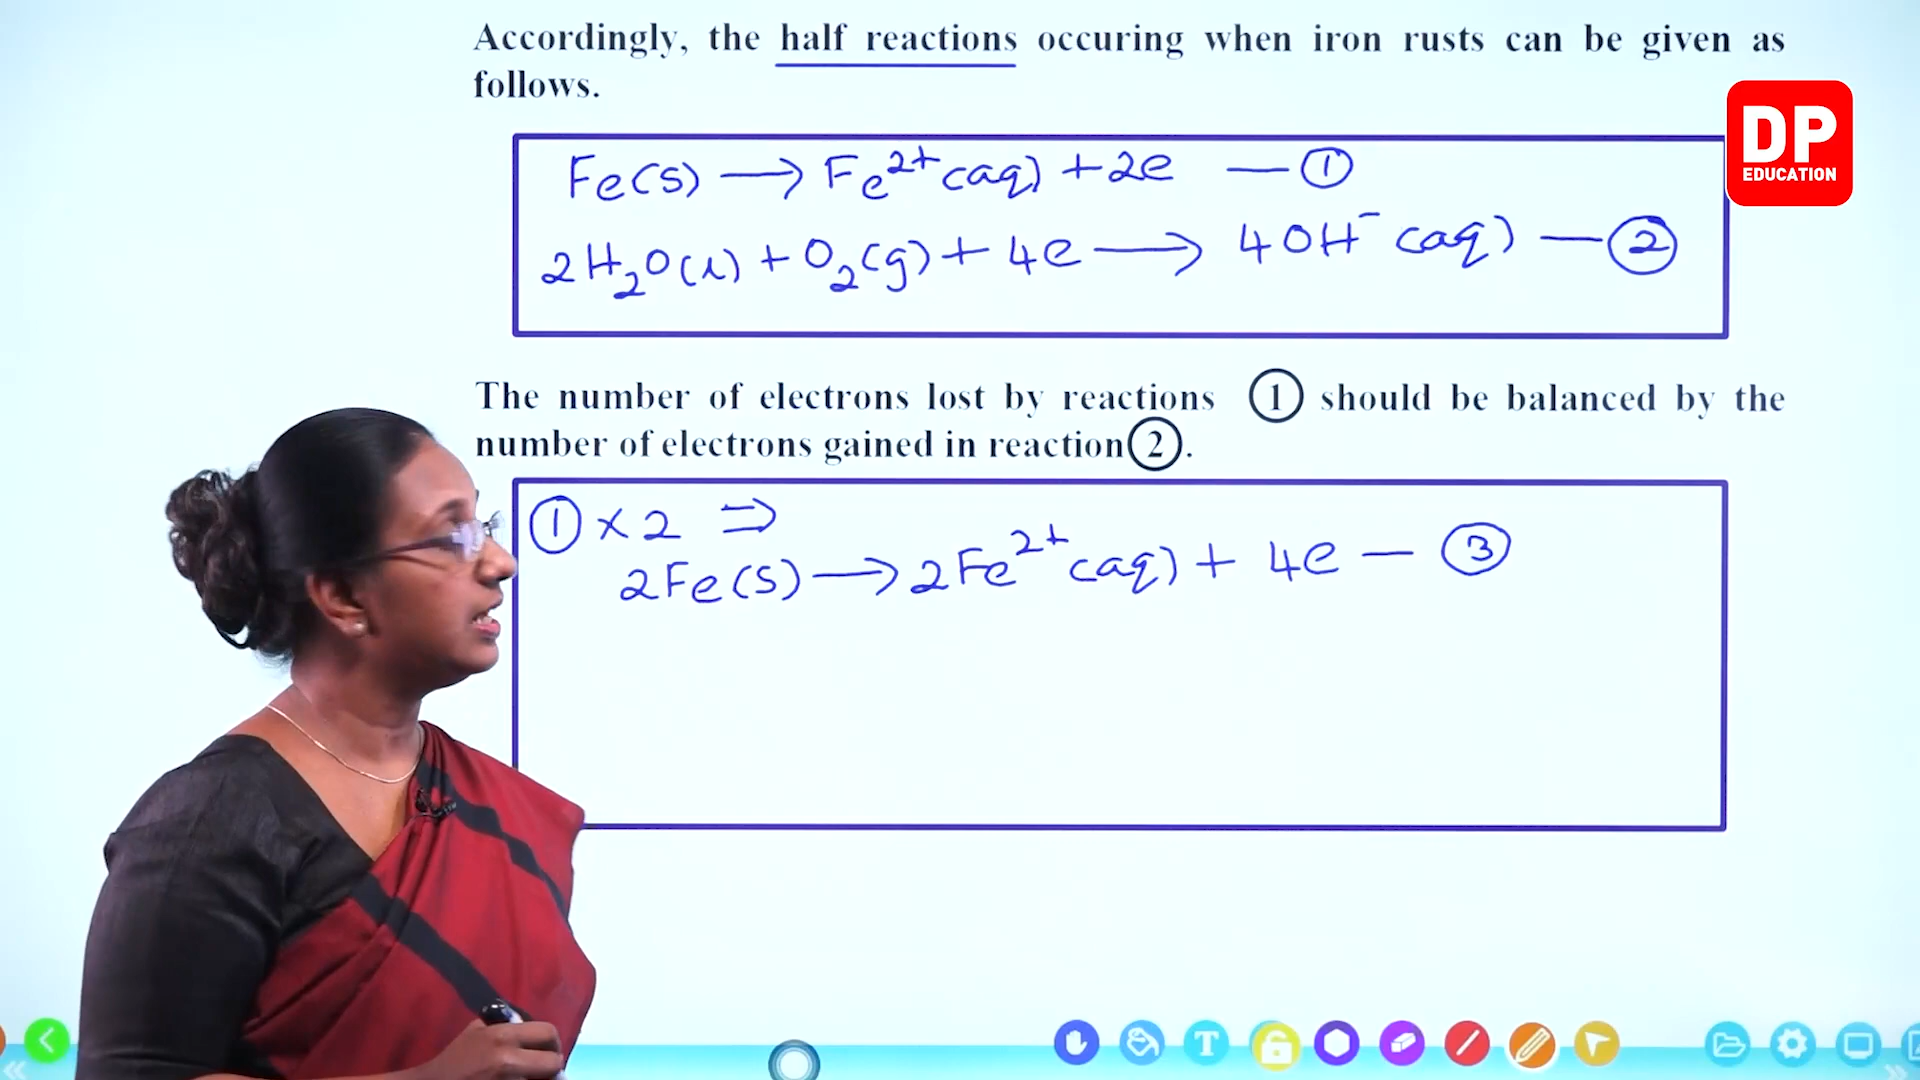 Accordingly, the half reactions occuring when iron rusts can be given as
follows.
DP
EDUCATION
Fe(s) → Fe²⁺(aq) + 2e — ①
2H₂O(l) + O₂(g) + 4e → 4OH⁻(aq) — ②
The number of electrons lost by reactions ① should be balanced by the
number of electrons gained in reaction ②.
① × 2 ⇒
2Fe(s) → 2Fe²⁺(aq) + 4e — ③
T